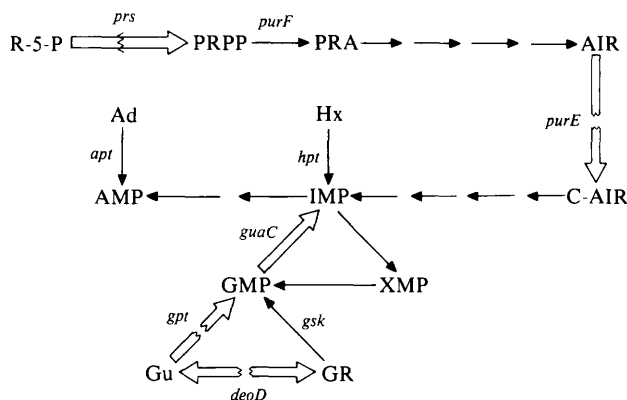 prs
purF
R-5-P PRPP PRA AIR
purE
Ad Hx
apt hpt
AMP IMP C-AIR
guaC
GMP XMP
gpt gsk
Gu GR
deoD